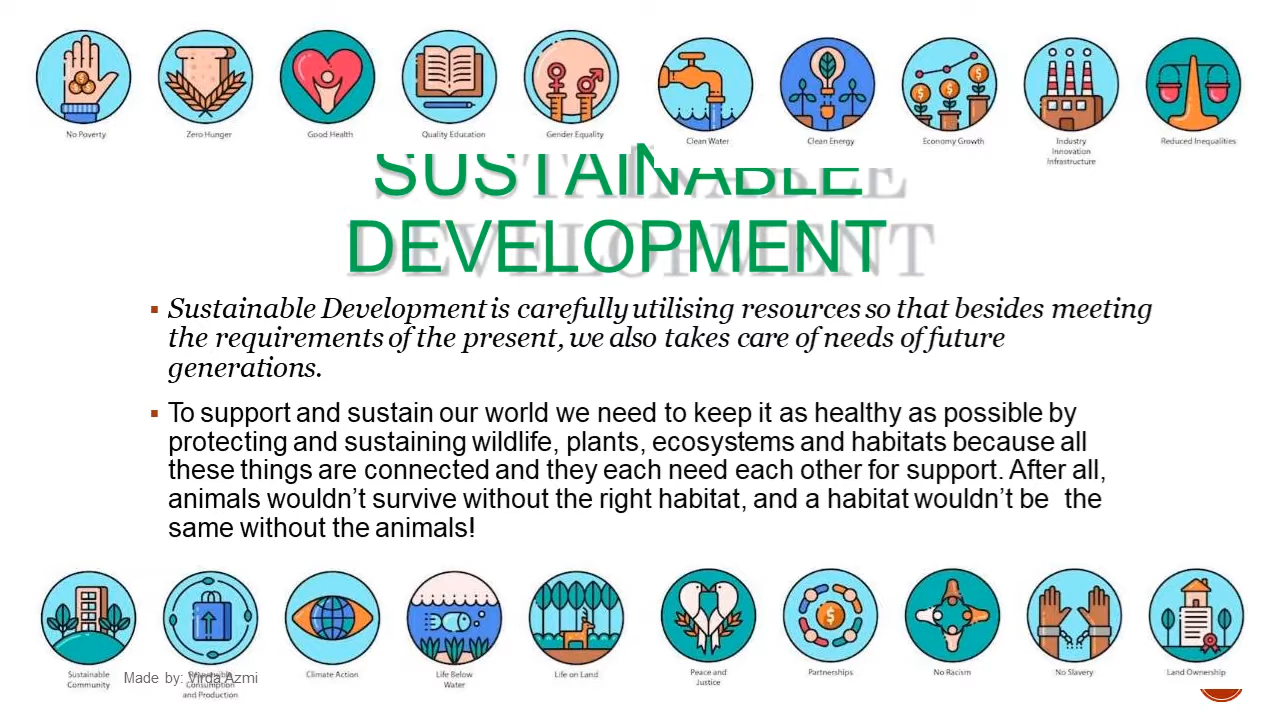 No Poverty
Zero Hunger
Good Health
Quality Education
Gender Equality
Clean Water
Clean Energy
Economy Growth
Industry
Innovation
Infrastructure
Reduced Inequalities
SUSTAINABLE
DEVELOPMENT
Sustainable Development is carefully utilising resources so that besides meeting
the requirements of the present, we also takes care of needs of future
generations.
To support and sustain our world we need to keep it as healthy as possible by
protecting and sustaining wildlife, plants, ecosystems and habitats because all
these things are connected and they each need each other for support. After all,
animals wouldn’t survive without the right habitat, and a habitat wouldn’t be the
same without the animals!
Sustainable
Community
Made by: Virda Azmi
Responsible
Consumption
and Production
Climate Action
Life Below
Water
Life on Land
Peace and
Justice
Partnerships
No Racism
No Slavery
Land Ownership